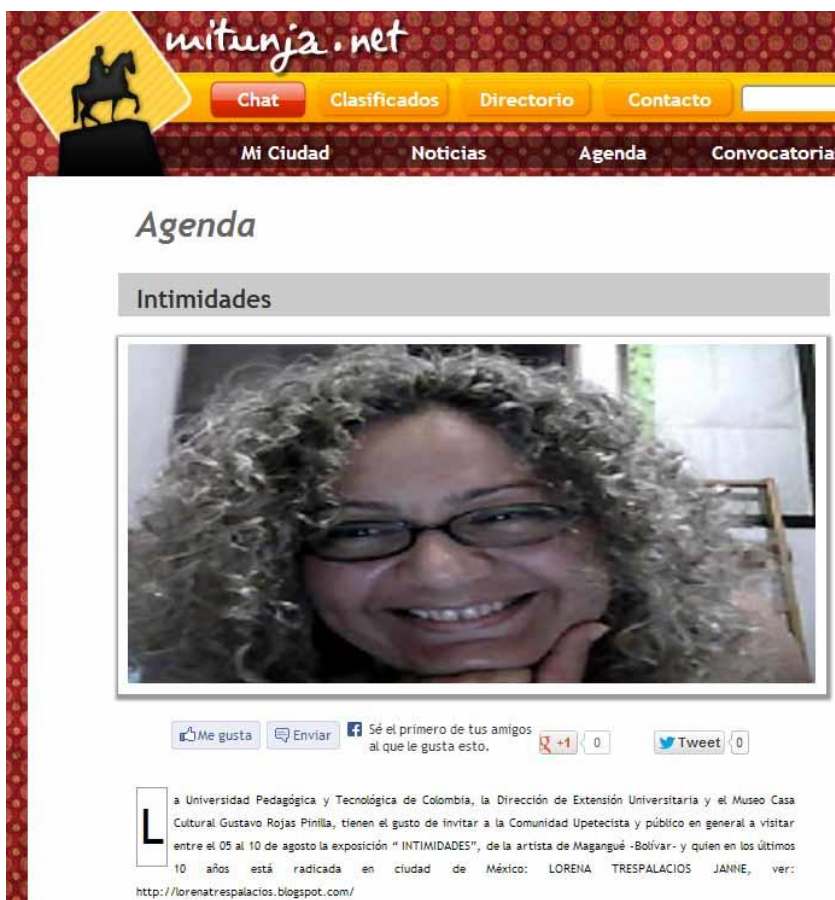 mitunja.net
Chat Clasificados Directorio Contacto
Mi Ciudad Noticias Agenda Convocatoria
Agenda
Intimidades
Me gusta Enviar Sé el primero de tus amigos
al que le gusta esto.
+1 0 Tweet 0
La Universidad Pedagógica y Tecnológica de Colombia, la Dirección de Extensión Universitaria y el Museo Casa
Cultural Gustavo Rojas Pinilla, tienen el gusto de invitar a la Comunidad Upetecista y público en general a visitar
entre el 05 al 10 de agosto la exposición “ INTIMIDADES”, de la artista de Magangué -Bolívar- y quien en los últimos
10 años está radicada en ciudad de México: LORENA TRESPALACIOS JANNE, ver:
http://lorenatrespalacios.blogspot.com/